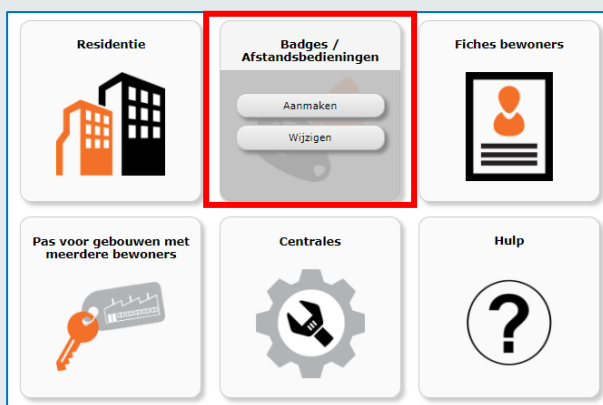 Residentie
Badges /
Afstandsbedieningen
Aanmaken
Wijzigen
Fiches bewoners
Pas voor gebouwen met
meerdere bewoners
Centrales
Hulp
?